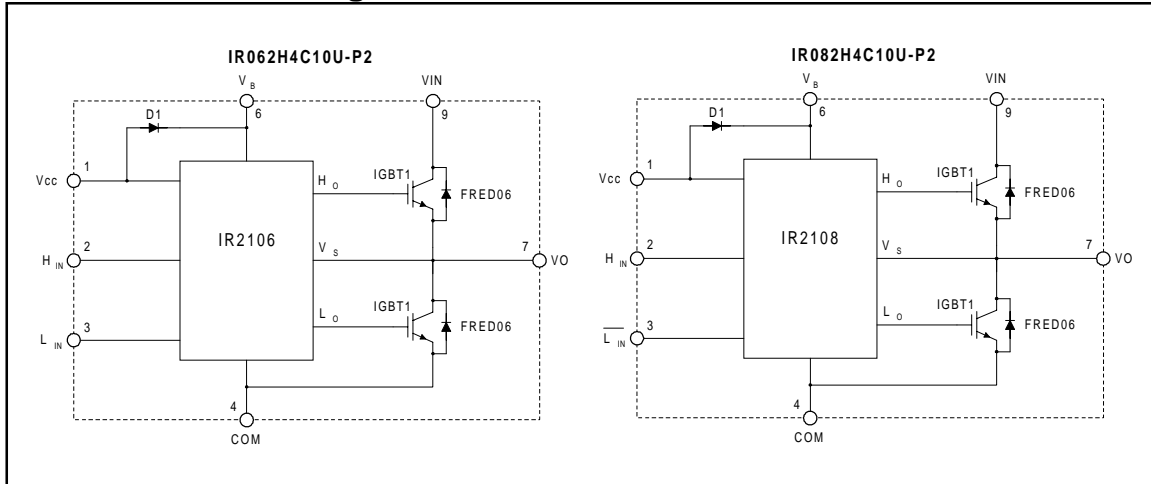 IR062H4C10U-P2
V B
VIN
6
9
D1
1
Vcc
H O
IGBT1
FRED06
IR2106
2
H IN
V S
7
VO
3
L IN
L O
IGBT1
FRED06
4
COM
IR082H4C10U-P2
V B
VIN
6
9
D1
1
Vcc
H O
IGBT1
FRED06
IR2108
2
H IN
V S
7
VO
3
L IN
L O
IGBT1
FRED06
4
COM